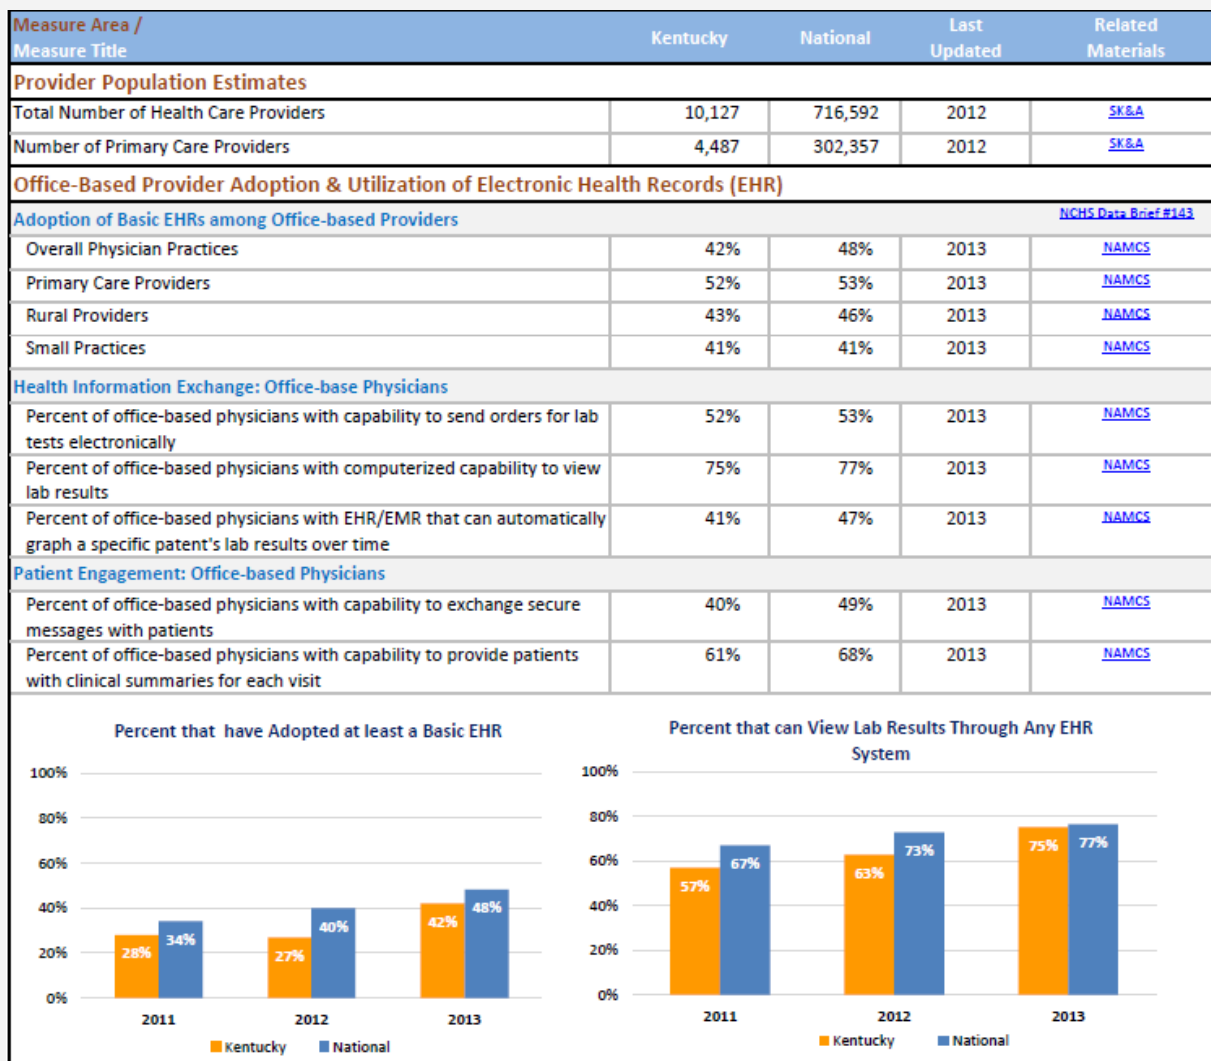 Measure Area /
Measure Title
Kentucky
National
Last
Updated
Related
Materials
Provider Population Estimates
Total Number of Health Care Providers 10,127 716,592 2012 SK&A
Number of Primary Care Providers 4,487 302,357 2012 SK&A
Office-Based Provider Adoption & Utilization of Electronic Health Records (EHR)
Adoption of Basic EHRs among Office-based Providers NCHS Data Brief #143
Overall Physician Practices 42% 48% 2013 NAMCS
Primary Care Providers 52% 53% 2013 NAMCS
Rural Providers 43% 46% 2013 NAMCS
Small Practices 41% 41% 2013 NAMCS
Health Information Exchange: Office-base Physicians
Percent of office-based physicians with capability to send orders for lab 52% 53% 2013 NAMCS
tests electronically
Percent of office-based physicians with computerized capability to view 75% 77% 2013 NAMCS
lab results
Percent of office-based physicians with EHR/EMR that can automatically 41% 47% 2013 NAMCS
graph a specific patent's lab results over time
Patient Engagement: Office-based Physicians
Percent of office-based physicians with capability to exchange secure 40% 49% 2013 NAMCS
messages with patients
Percent of office-based physicians with capability to provide patients 61% 68% 2013 NAMCS
with clinical summaries for each visit
Percent that have Adopted at least a Basic EHR
100%
80%
60%
40%
20%
0%
28% 34% 27% 40% 42% 48%
2011 2012 2013
Kentucky National
Percent that can View Lab Results Through Any EHR
System
100%
80%
60%
40%
20%
0%
57% 67% 63% 73% 75% 77%
2011 2012 2013
Kentucky National